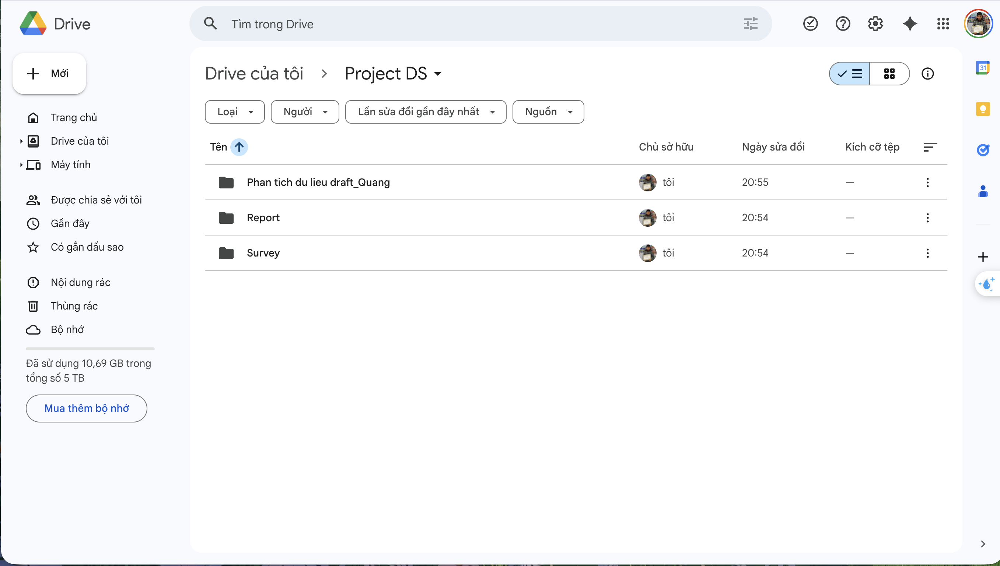 Drive
Tìm trong Drive
Mới
Trang chủ
Drive của tôi
Máy tính
Được chia sẻ với tôi
Gần đây
Có gắn dấu sao
Nội dung rác
Thùng rác
Bộ nhớ
Đã sử dụng 10,69 GB trong
tổng số 5 TB
Mua thêm bộ nhớ
Drive của tôi Project DS
Loại Người Lần sửa đổi gần đây nhất Nguồn
Tên Chủ sở hữu Ngày sửa đổi Kích cỡ tệp
Phan tich du lieu draft_Quang tôi 20:55 —
Report tôi 20:54 —
Survey tôi 20:54 —
31